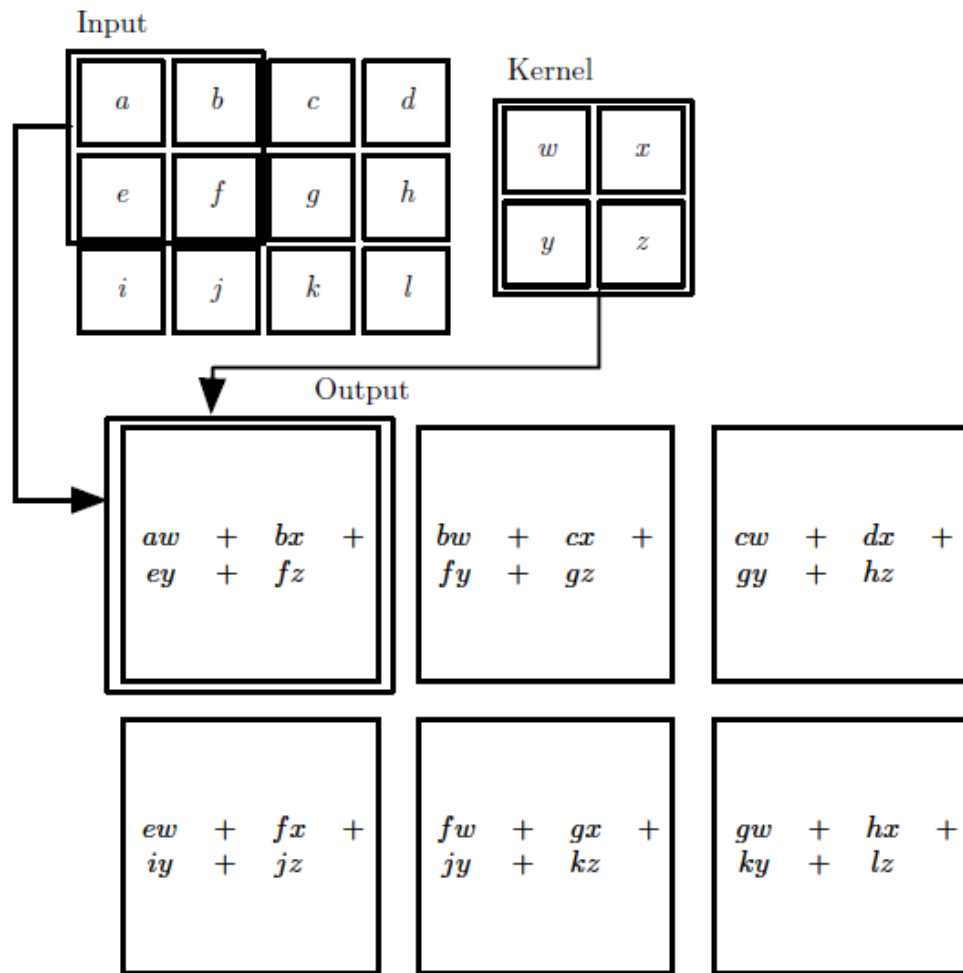 Input
Kernel
a b c d
w x
e f g h
y z
i j k l
Output
aw + bx +
ey + fz
bw + cx +
fy + gz
cw + dx +
gy + hz
ew + fx +
iy + jz
fw + gx +
jy + kz
gw + hx +
ky + lz